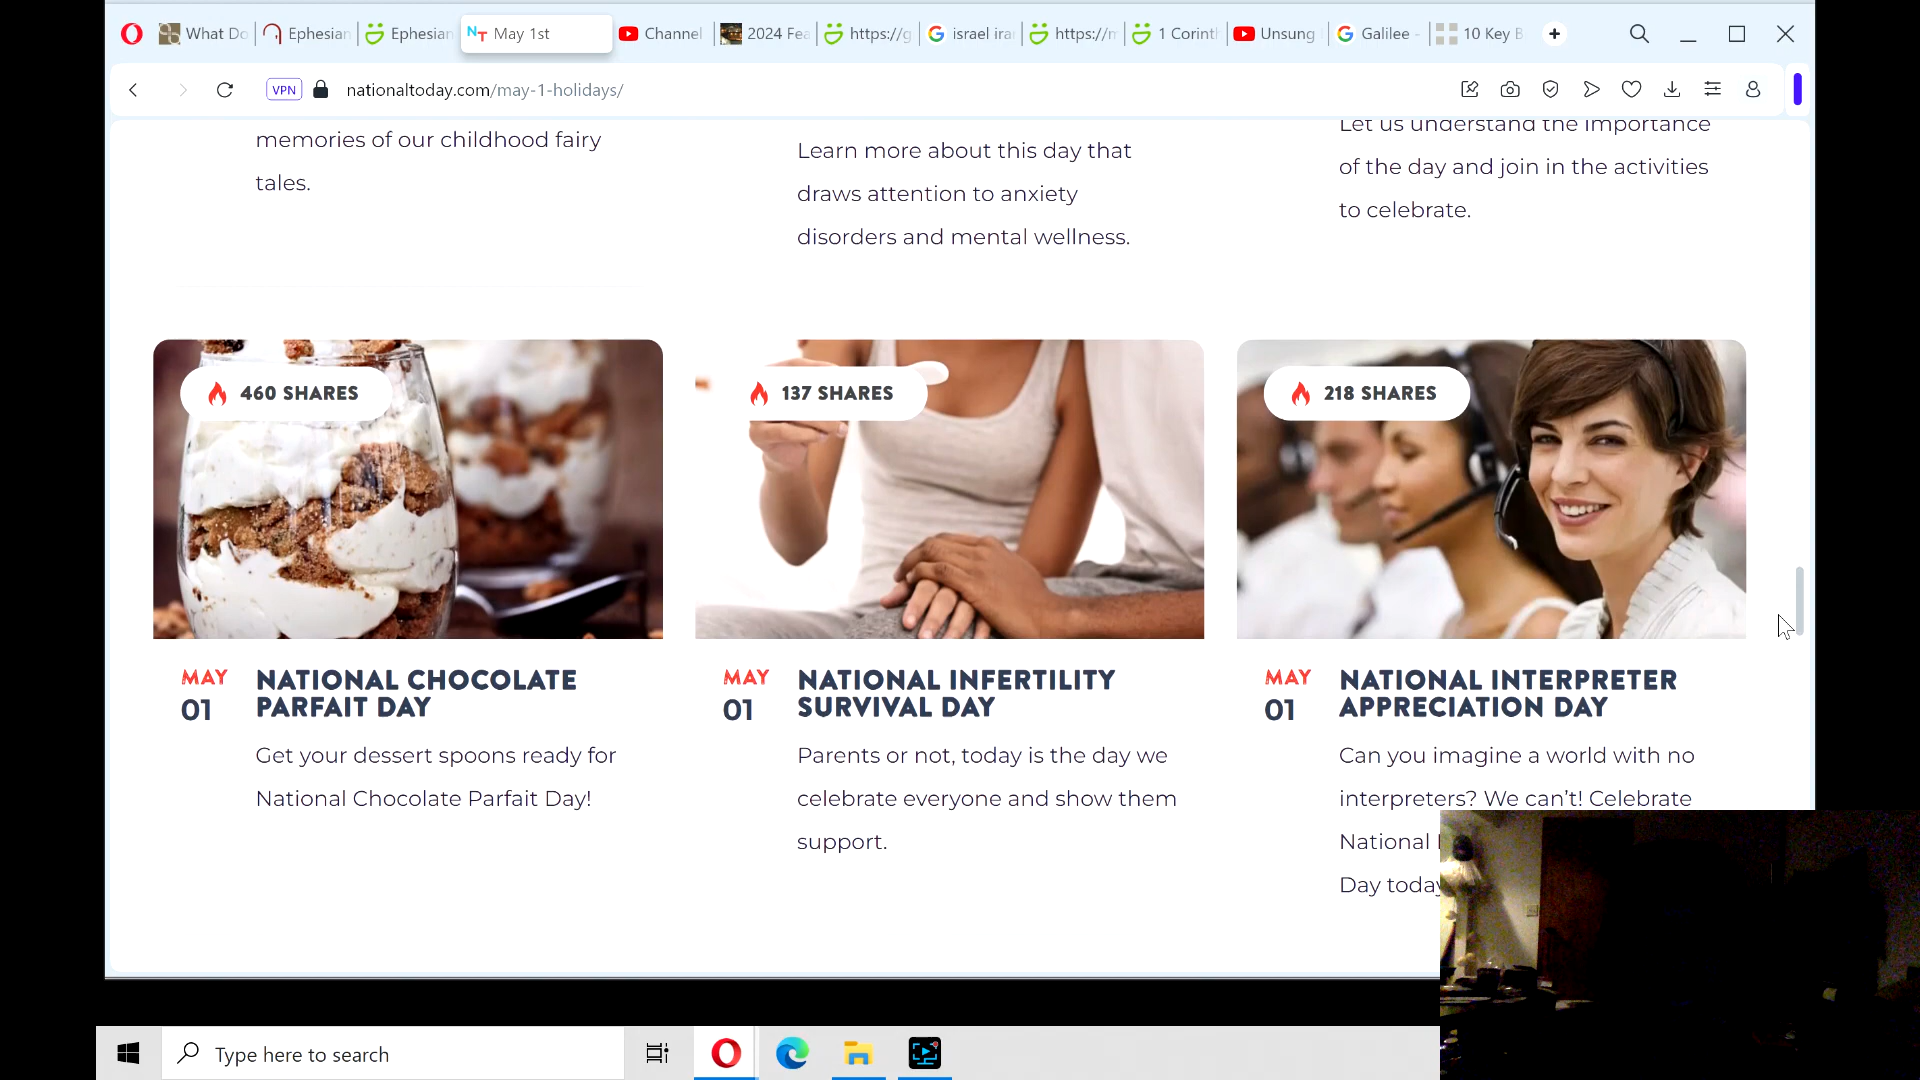 What Do
Ephesian
Ephesian
NT May 1st
Channel
2024 Fea
https://g
israel ira
https://m
1 Corint
Unsung
Galilee -
10 Key B
VPN
nationaltoday.com/may-1-holidays/
memories of our childhood fairy
tales.
Learn more about this day that
draws attention to anxiety
disorders and mental wellness.
Let us understand the importance
of the day and join in the activities
to celebrate.
460 SHARES
MAY
01
NATIONAL CHOCOLATE
PARFAIT DAY
Get your dessert spoons ready for
National Chocolate Parfait Day!
137 SHARES
MAY
01
NATIONAL INFERTILITY
SURVIVAL DAY
Parents or not, today is the day we
celebrate everyone and show them
support.
218 SHARES
MAY
01
NATIONAL INTERPRETER
APPRECIATION DAY
Can you imagine a world with no
interpreters? We can't! Celebrate
National
Day today
Type here to search